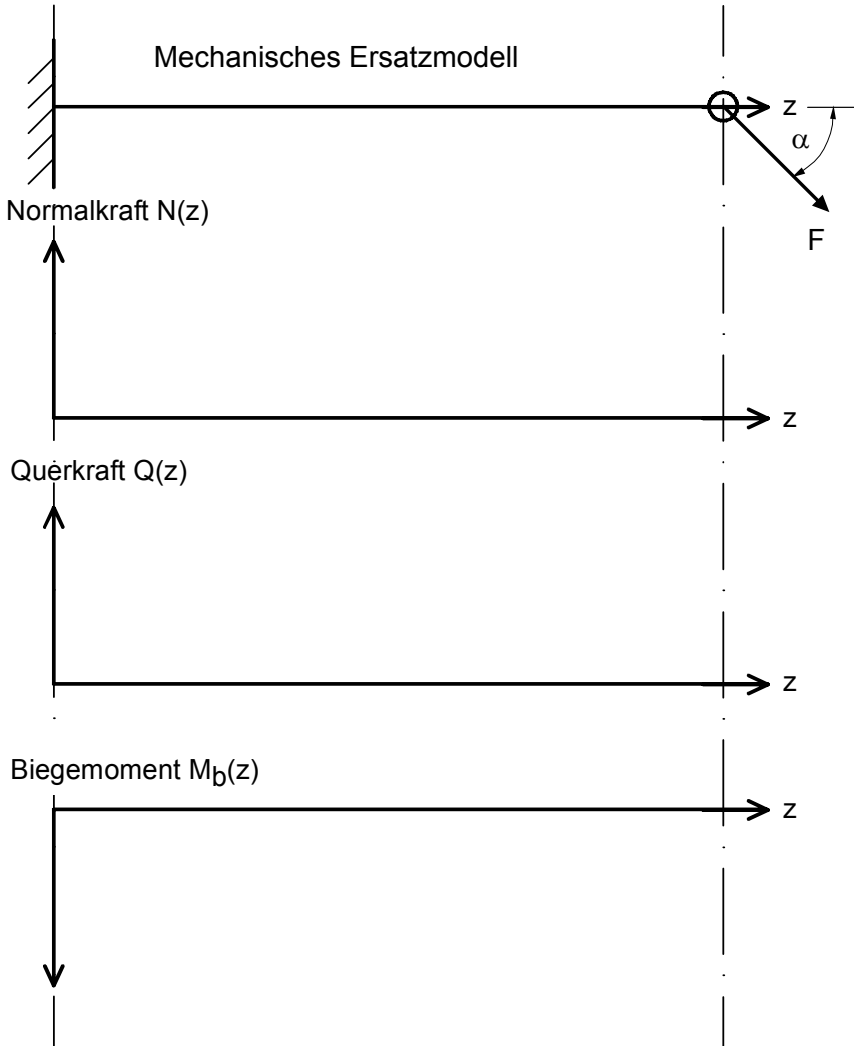 Mechanisches Ersatzmodell
z
α
F
Normalkraft N(z)
z
Querkraft Q(z)
z
Biegemoment Mb(z)
z